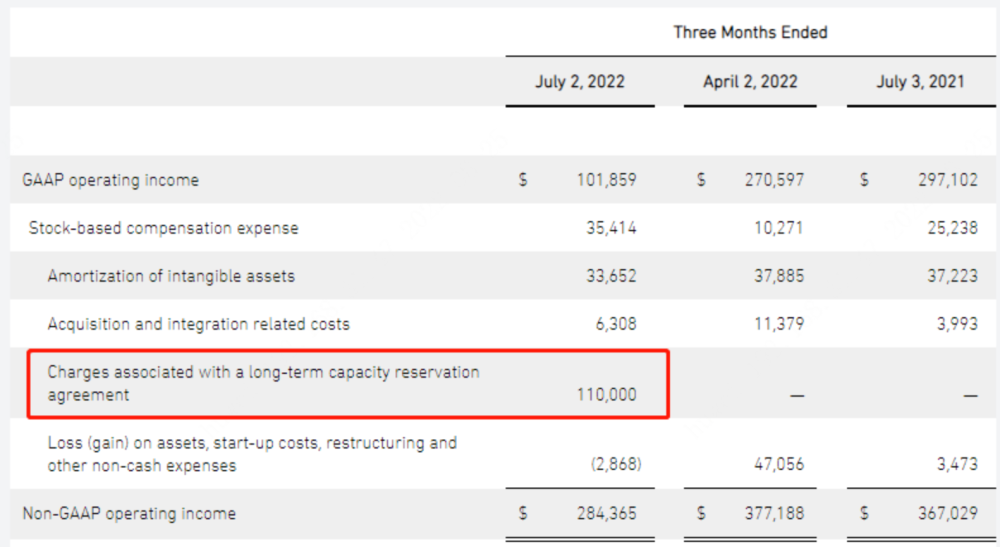 Three Months Ended
July 2, 2022 April 2, 2022 July 3, 2021
GAAP operating income $ 101,859 $ 270,597 $ 297,102
Stock-based compensation expense 35,414 10,271 25,238
Amortization of intangible assets 33,652 37,885 37,223
Acquisition and integration related costs 6,308 11,379 3,993
Charges associated with a long-term capacity reservation
agreement 110,000 — —
Loss (gain) on assets, start-up costs, restructuring and
other non-cash expenses (2,868) 47,056 3,473
Non-GAAP operating income $ 284,365 $ 377,188 $ 367,029